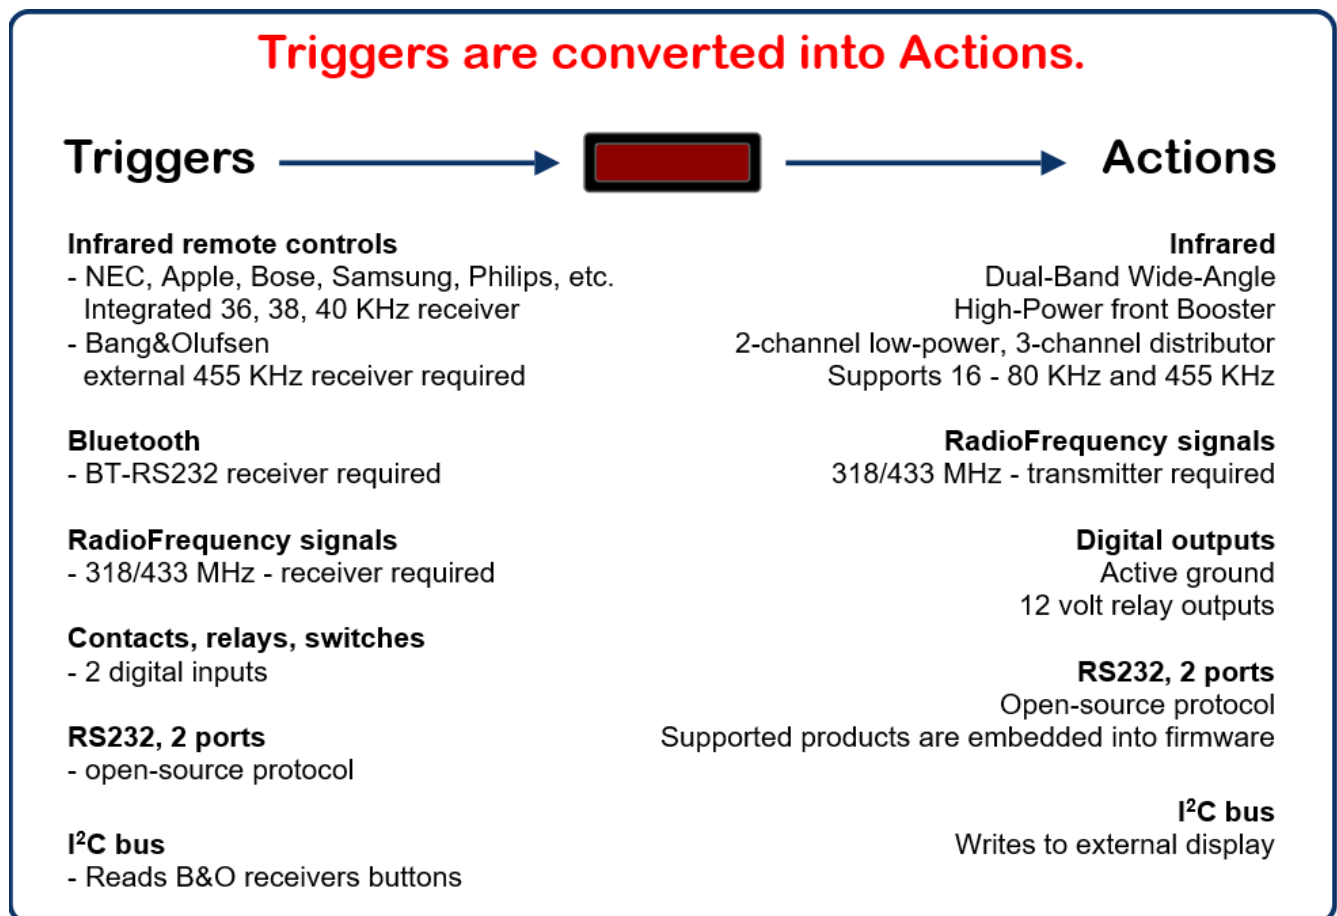 Triggers are converted into Actions.
Triggers
Actions
Infrared remote controls
- NEC, Apple, Bose, Samsung, Philips, etc.
Integrated 36, 38, 40 KHz receiver
- Bang&Olufsen
external 455 KHz receiver required
Bluetooth
- BT-RS232 receiver required
RadioFrequency signals
- 318/433 MHz - receiver required
Contacts, relays, switches
- 2 digital inputs
RS232, 2 ports
- open-source protocol
I²C bus
- Reads B&O receivers buttons
Infrared
Dual-Band Wide-Angle
High-Power front Booster
2-channel low-power, 3-channel distributor
Supports 16 - 80 KHz and 455 KHz
RadioFrequency signals
318/433 MHz - transmitter required
Digital outputs
Active ground
12 volt relay outputs
RS232, 2 ports
Open-source protocol
Supported products are embedded into firmware
I²C bus
Writes to external display